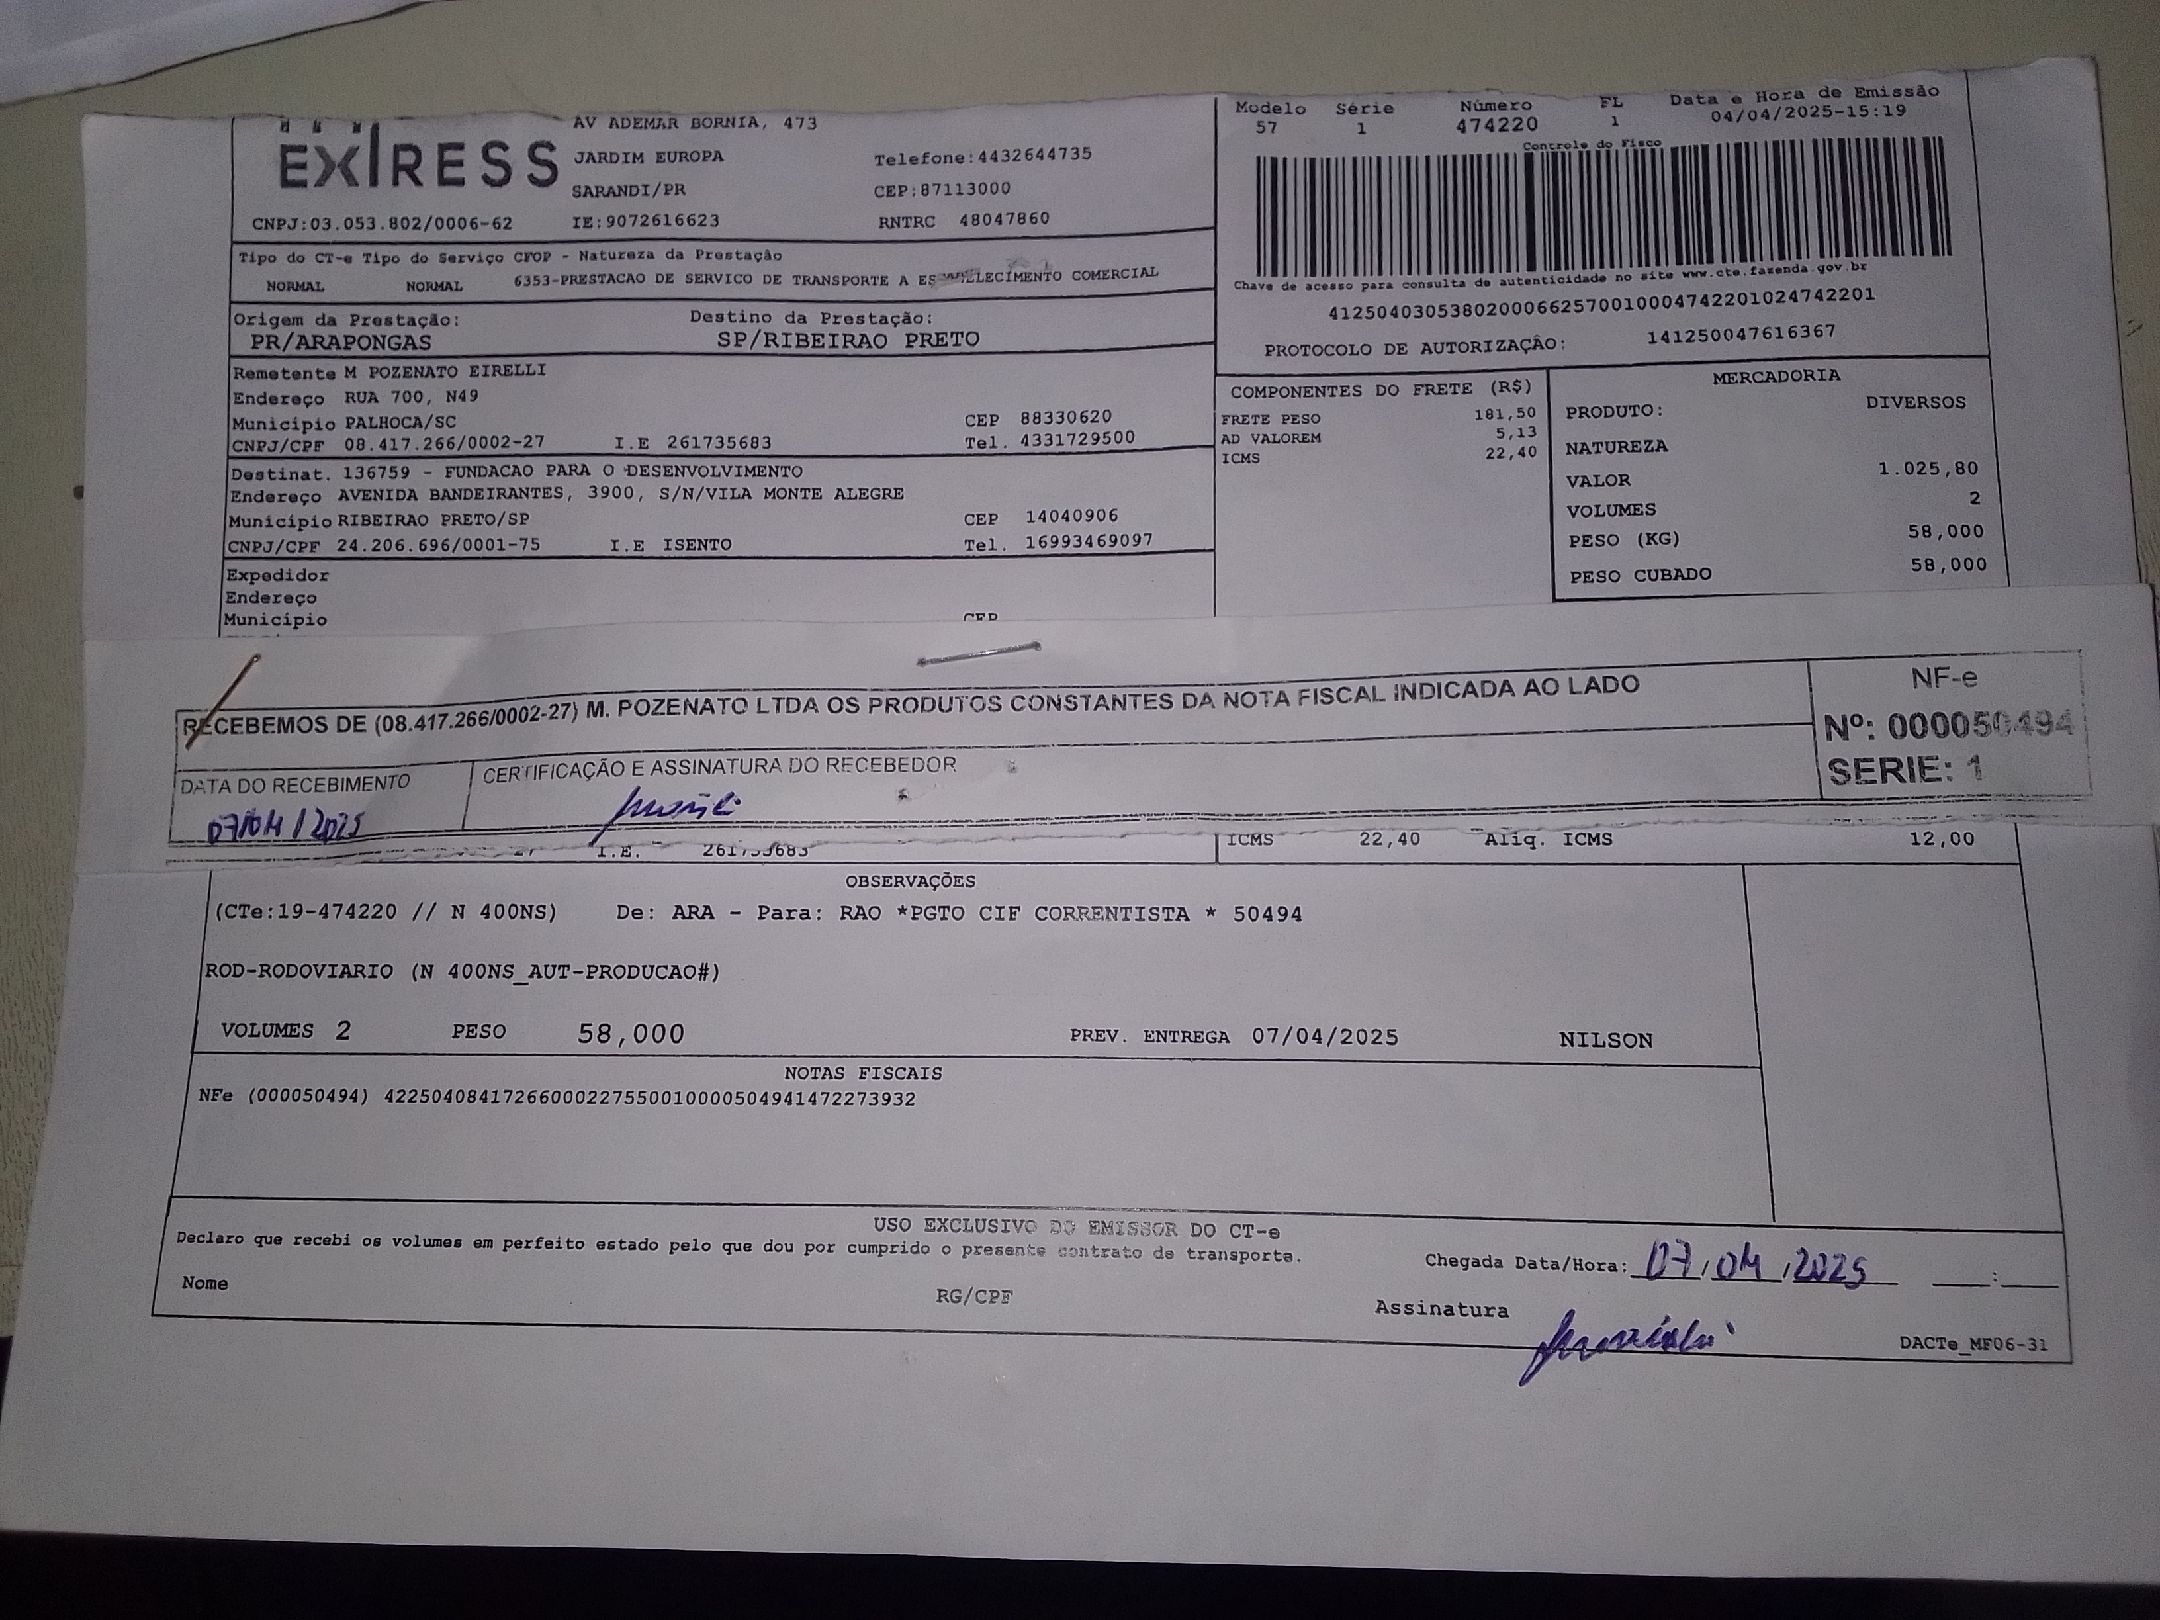 EXPRESS
AV ADEMAR BORNIA, 473
JARDIM EUROPA Telefone:4432644735
SARANDI/PR CEP:87113000
CNPJ:03.053.802/0006-62 IE:9072616623 RNTRC 48047860
Modelo Série Número FL Data e Hora de Emissão
57 1 474220 1 04/04/2025-15:19
Controle do Fisco
Chave de acesso para consulta de autenticidade no site www.cte.fazenda.gov.br
41250403053802000662570010004742201024742201
PROTOCOLO DE AUTORIZAÇÃO: 141250047616367
Tipo do CT-e Tipo do Serviço CFOP - Natureza da Prestação
NORMAL NORMAL 6353-PRESTACAO DE SERVICO DE TRANSPORTE A ESTABELECIMENTO COMERCIAL
Origem da Prestação: Destino da Prestação:
PR/ARAPONGAS SP/RIBEIRAO PRETO
Remetente M POZENATO EIRELLI
Endereço RUA 700, N49
Município PALHOCA/SC CEP 88330620
CNPJ/CPF 08.417.266/0002-27 I.E 261735683 Tel. 4331729500
Destinat. 136759 - FUNDACAO PARA O DESENVOLVIMENTO
Endereço AVENIDA BANDEIRANTES, 3900, S/N/VILA MONTE ALEGRE
Município RIBEIRAO PRETO/SP CEP 14040906
CNPJ/CPF 24.206.696/0001-75 I.E ISENTO Tel. 16993469097
Expedidor
Endereço
Município CEP
COMPONENTES DO FRETE (R$)
FRETE PESO 181,50
AD VALOREM 5,13
ICMS 22,40
MERCADORIA
PRODUTO: DIVERSOS
NATUREZA
VALOR 1.025,80
VOLUMES 2
PESO (KG) 58,000
PESO CUBADO 58,000
RECEBEMOS DE (08.417.266/0002-27) M. POZENATO LTDA OS PRODUTOS CONSTANTES DA NOTA FISCAL INDICADA AO LADO
NF-e
Nº: 000050494
SERIE: 1
DATA DO RECEBIMENTO CERTIFICAÇÃO E ASSINATURA DO RECEBEDOR
07/04/2025
27 I.E. 261735683 ICMS 22,40 Aliq. ICMS 12,00
OBSERVAÇÕES
(CTe:19-474220 // N 400NS) De: ARA - Para: RAO *PGTO CIF CORRENTISTA * 50494
ROD-RODOVIARIO (N 400NS_AUT-PRODUCAO#)
VOLUMES 2 PESO 58,000 PREV. ENTREGA 07/04/2025 NILSON
NOTAS FISCAIS
NFe (000050494) 42250408417266000227550010000504941472273932
USO EXCLUSIVO DO EMISSOR DO CT-e
Declaro que recebi os volumes em perfeito estado pelo que dou por cumprido o presente contrato de transporte.
Chegada Data/Hora: 07/04/2025 __:__
Nome RG/CPF Assinatura
DACTe_MF06-31